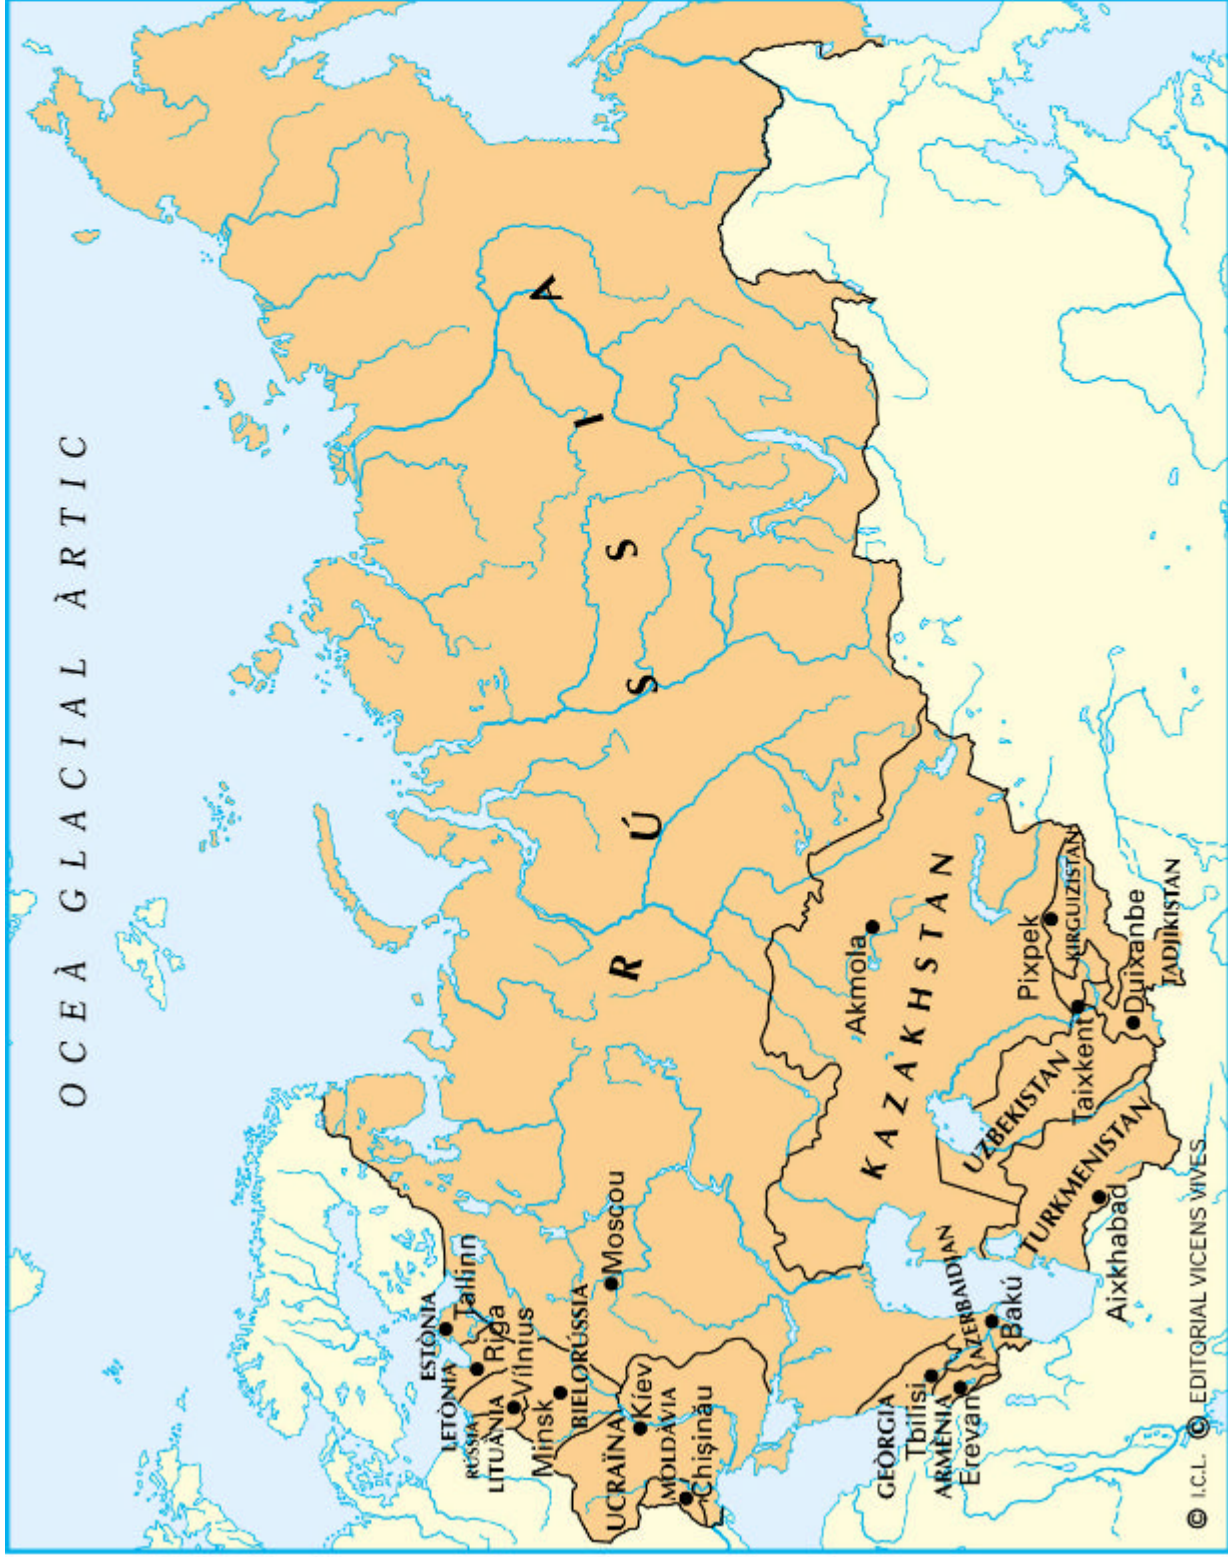 OCEÀ GLACIAL ÀRTIC
RÚSSIA
ESTÒNIA
Tallinn
LETÒNIA
Riga
RÚSSIA
LITUÀNIA
Vílnius
Minsk
BIELORÚSSIA
Moscou
UCRAÏNA
Kíev
MOLDÀVIA
Chişinău
GEÒRGIA
Tbilisi
ARMÈNIA
Erevan
AZERBAIDJAN
Bakú
KAZAKHSTAN
Akmola
UZBEKISTAN
Taixkent
TURKMENISTAN
Aixkhabad
Pixpek
KIRGUIZISTAN
Duixanbe
TADJIKISTAN
© I.C.L. © EDITORIAL VICENS VIVES